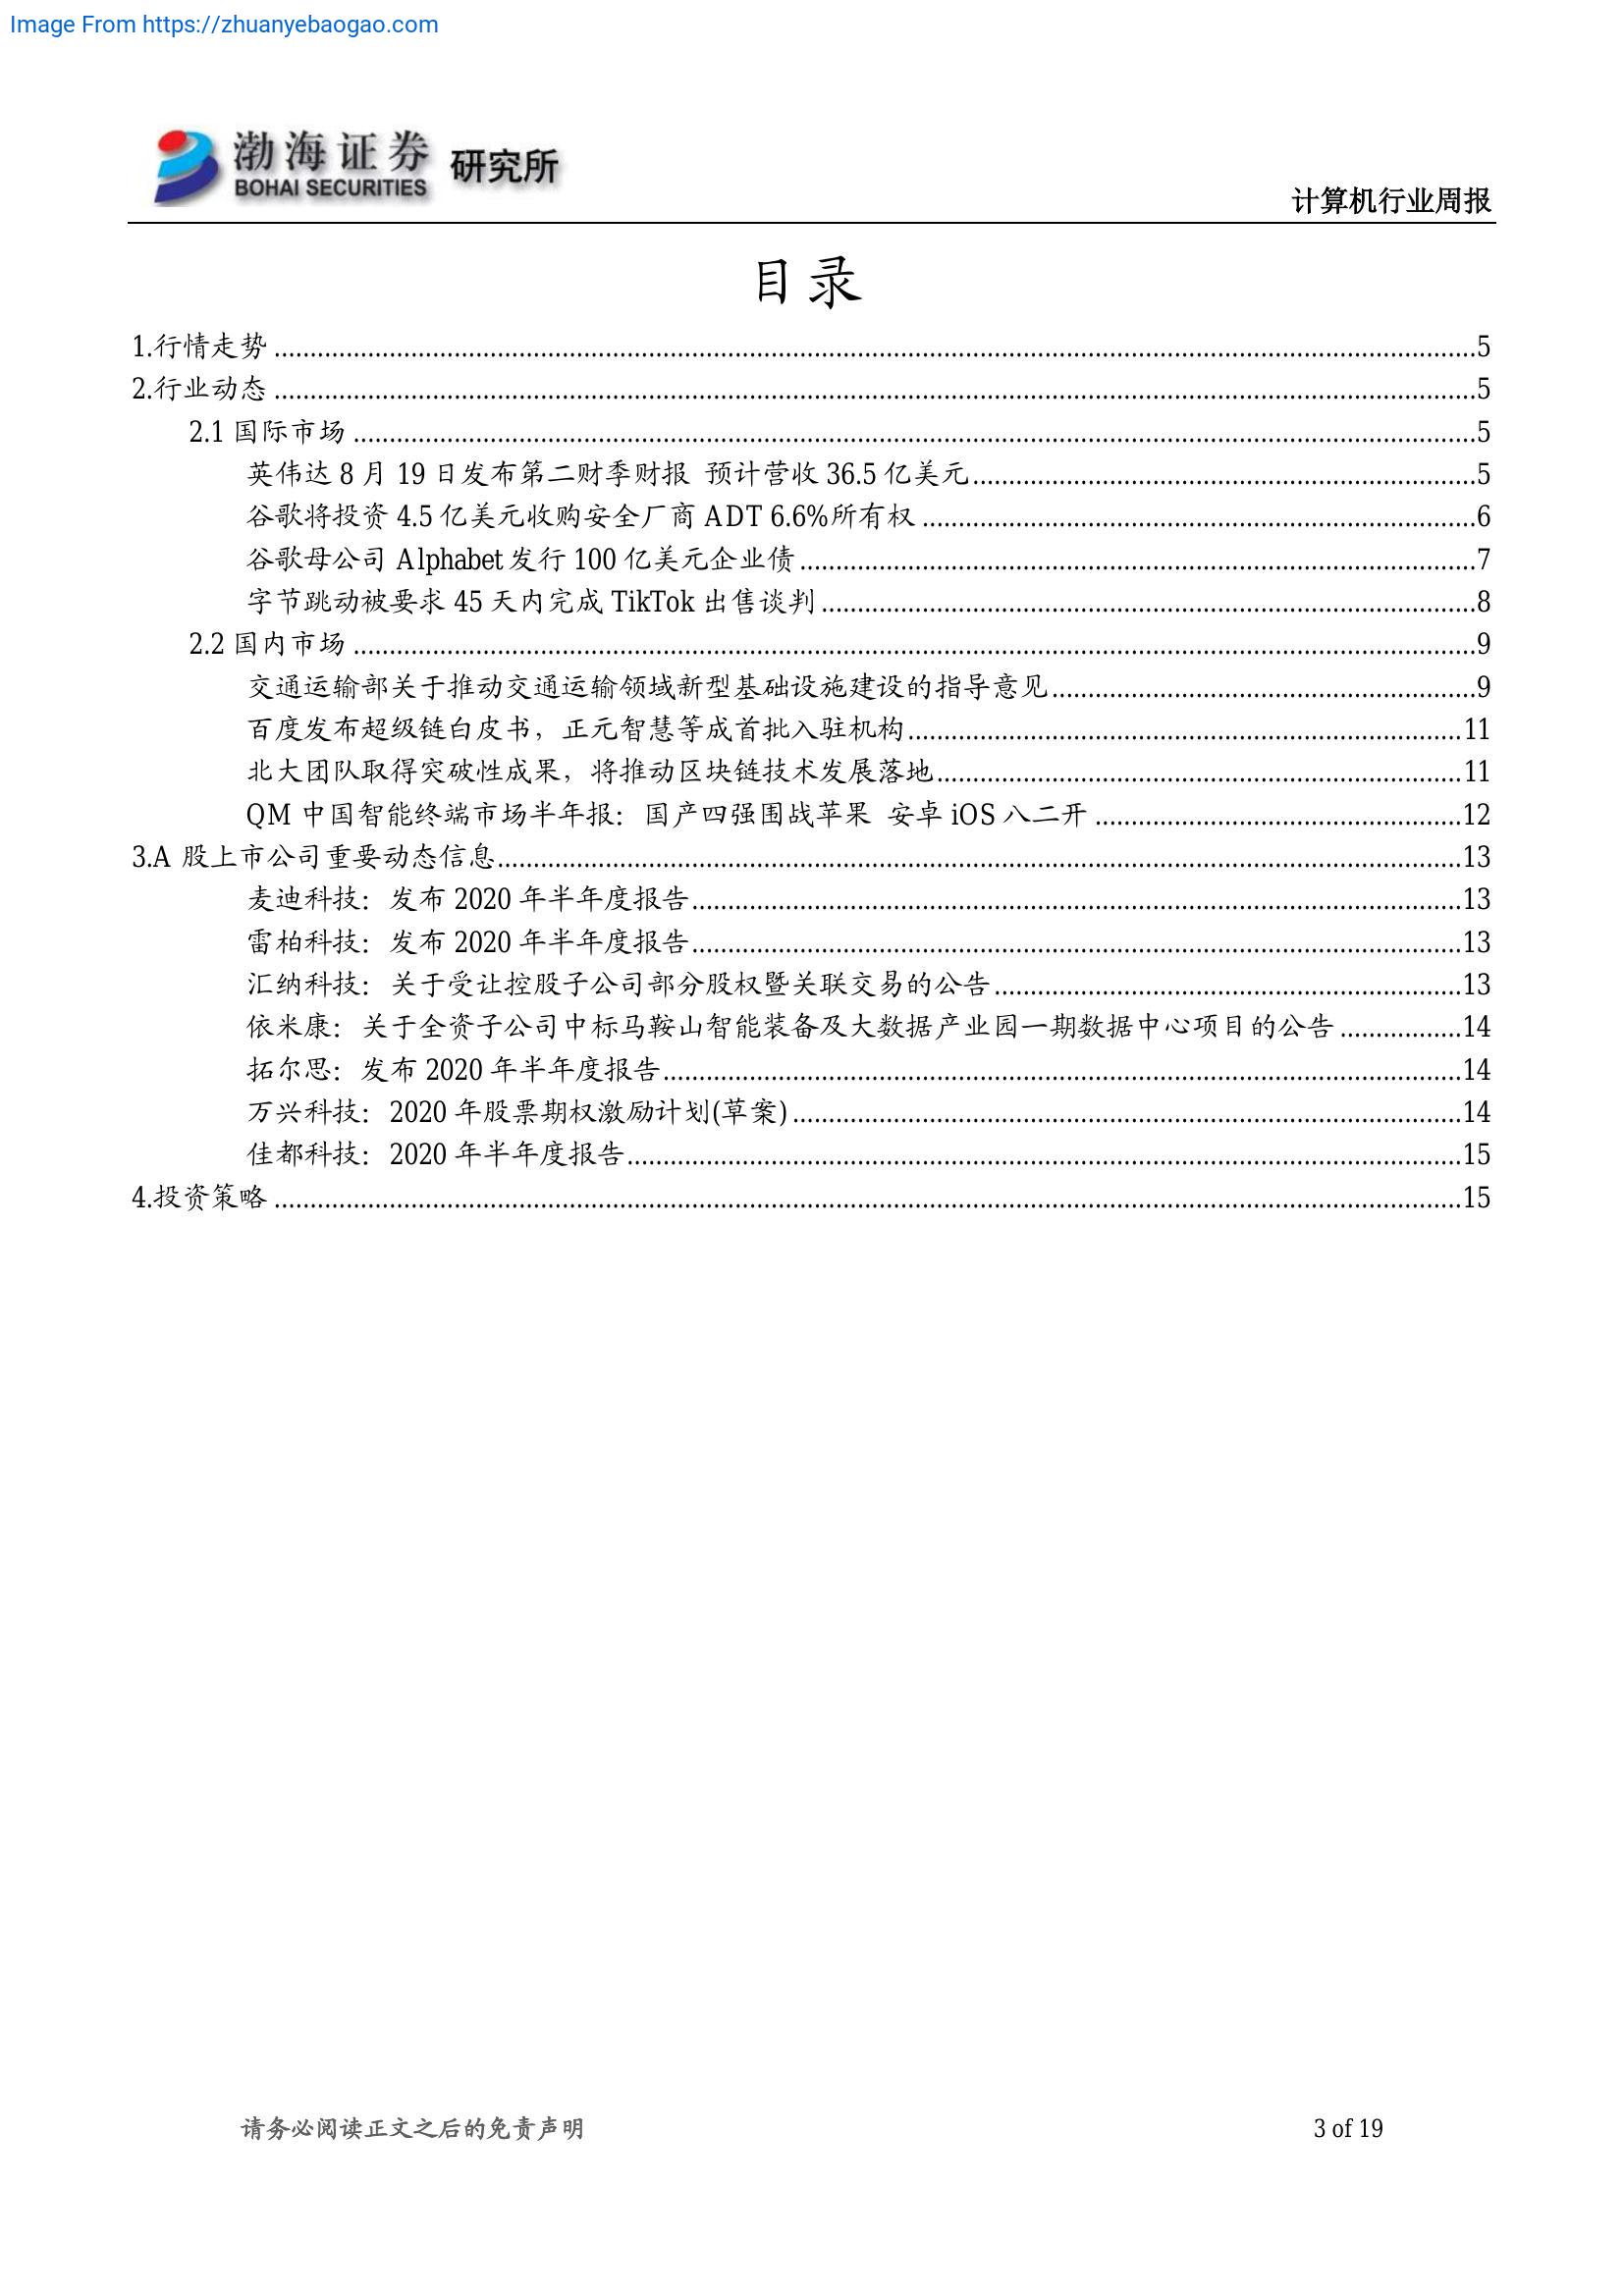 Image From https://zhuanyebaogao.com
渤海证券 研究所
BOHAI SECURITIES
计算机行业周报
目录
1.行情走势 5
2.行业动态 5
2.1 国际市场 5
英伟达 8 月 19 日发布第二财季财报 预计营收 36.5 亿美元 5
谷歌将投资 4.5 亿美元收购安全厂商 ADT 6.6%所有权 6
谷歌母公司 Alphabet 发行 100 亿美元企业债 7
字节跳动被要求 45 天内完成 TikTok 出售谈判 8
2.2 国内市场 9
交通运输部关于推动交通运输领域新型基础设施建设的指导意见 9
百度发布超级链白皮书，正元智慧等成首批入驻机构 11
北大团队取得突破性成果，将推动区块链技术发展落地 11
QM 中国智能终端市场半年报：国产四强围战苹果 安卓 iOS 八二开 12
3.A 股上市公司重要动态信息 13
麦迪科技：发布 2020 年半年度报告 13
雷柏科技：发布 2020 年半年度报告 13
汇纳科技：关于受让控股子公司部分股权暨关联交易的公告 13
依米康：关于全资子公司中标马鞍山智能装备及大数据产业园一期数据中心项目的公告 14
拓尔思：发布 2020 年半年度报告 14
万兴科技：2020 年股票期权激励计划(草案) 14
佳都科技：2020 年半年度报告 15
4.投资策略 15
请务必阅读正文之后的免责声明 3 of 19